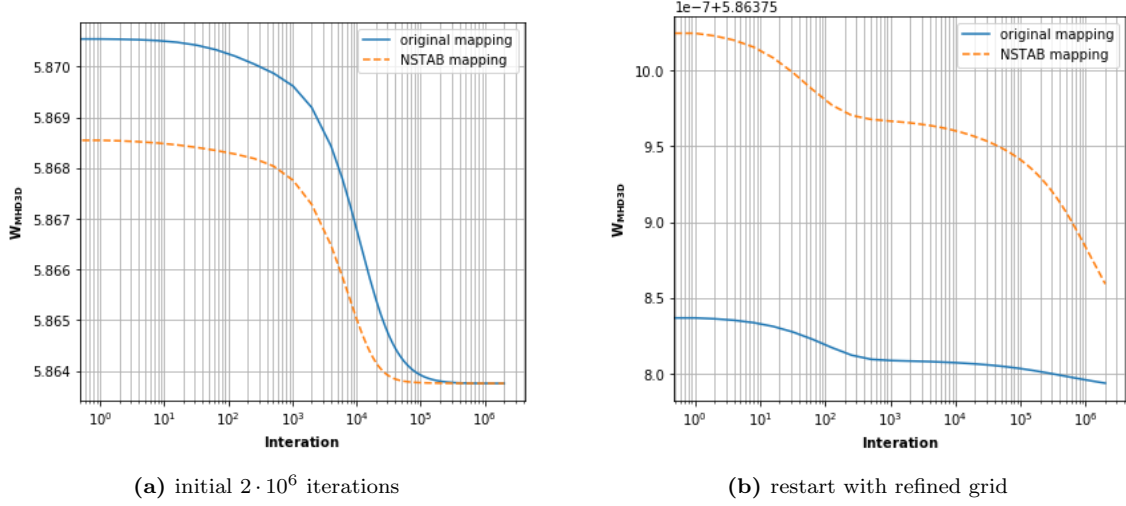 1e-7+5.86375
original mapping
NSTAB mapping
5.870
5.869
5.868
5.867
5.866
5.865
5.864
W_MHD3D
10^0 10^1 10^2 10^3 10^4 10^5 10^6
Interation
original mapping
NSTAB mapping
10.0
9.5
9.0
8.5
8.0
W_MHD3D
10^0 10^1 10^2 10^3 10^4 10^5 10^6
Interation
(a) initial 2 · 10^6 iterations
(b) restart with refined grid